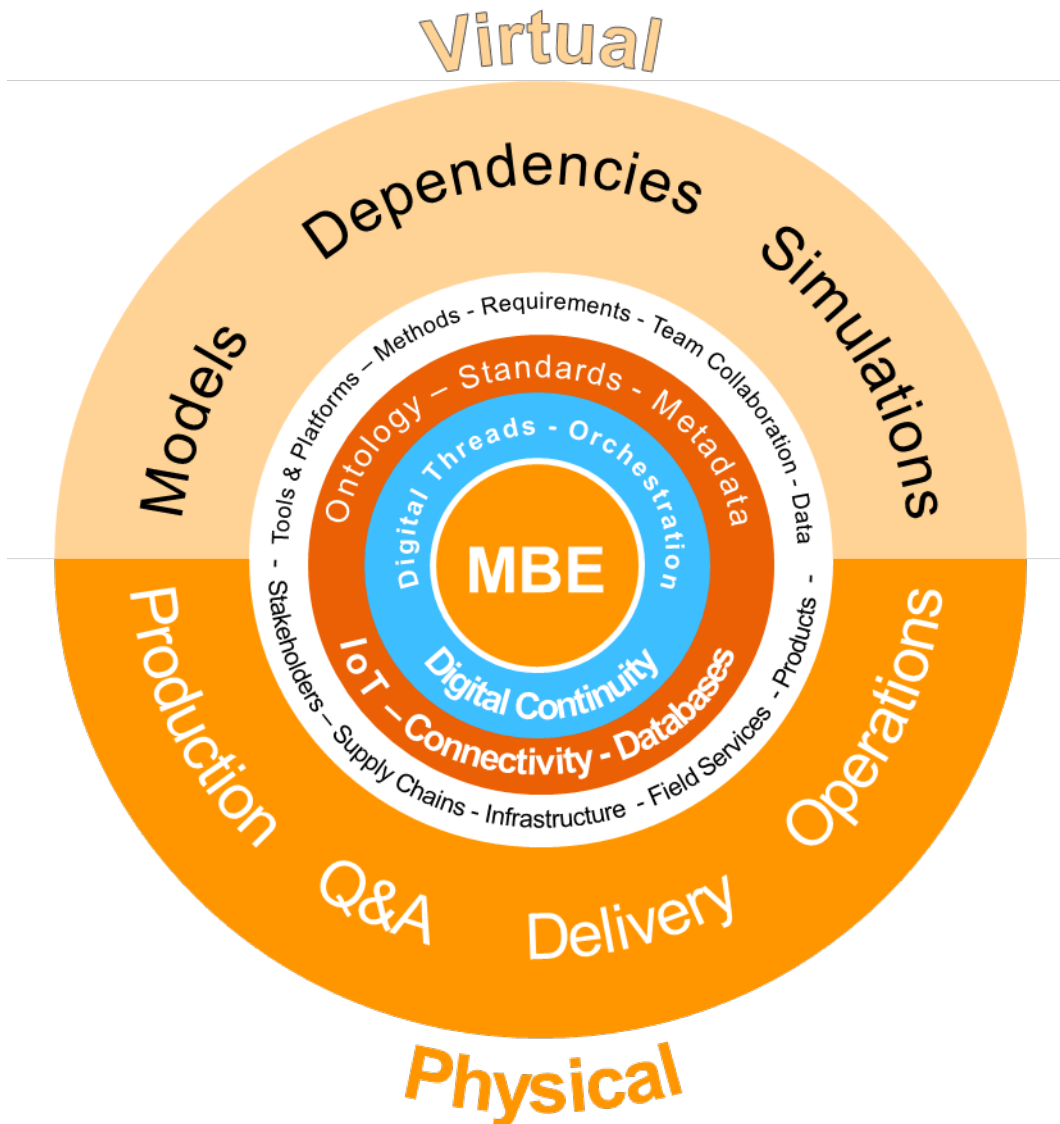 Virtual
Models
Dependencies
Simulations
- Tools & Platforms – Methods - Requirements - Team Collaboration - Data
Ontology – Standards - Metadata
Digital Threads - Orchestration
MBE
Digital Continuity
IoT – Connectivity - Databases
Stakeholders – Supply Chains - Infrastructure - Field Services - Products -
Production
Q&A
Delivery
Operations
Physical